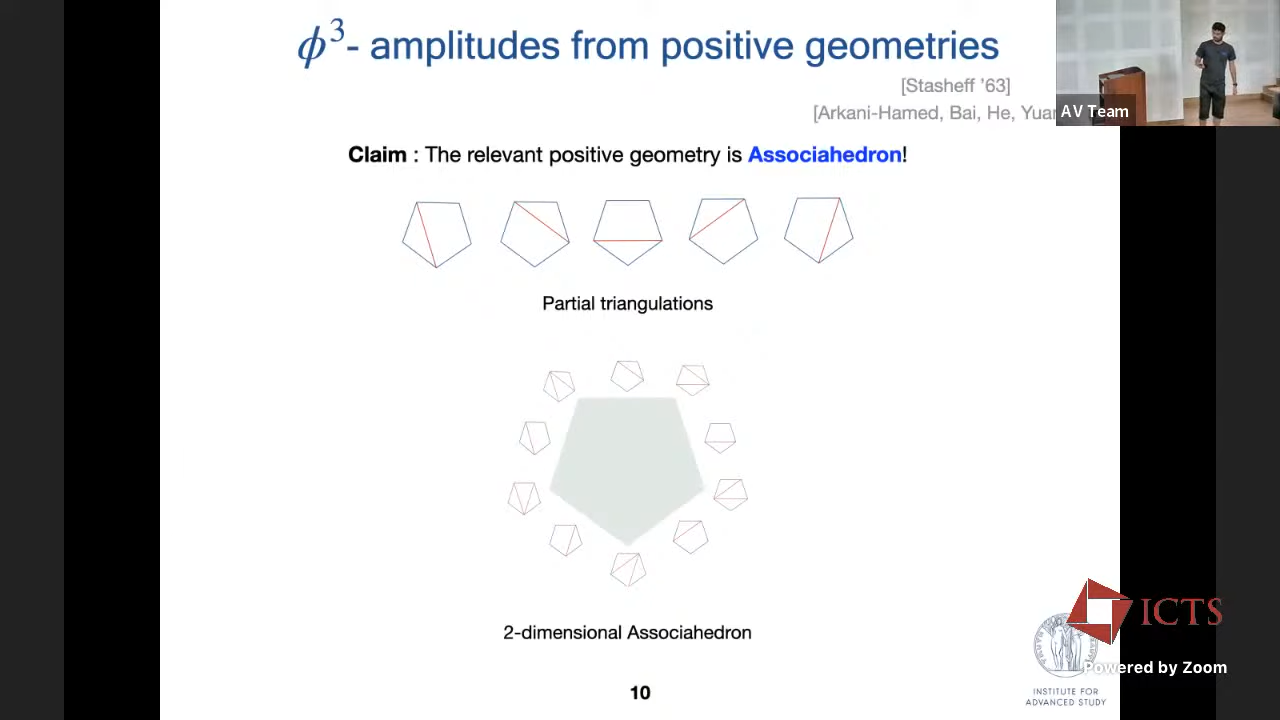 ϕ³- amplitudes from positive geometries
[Stasheff '63]
[Arkani-Hamed, Bai, He, Yuan
AV Team
Claim : The relevant positive geometry is Associahedron!
Partial triangulations
2-dimensional Associahedron
ICTS
Powered by Zoom
INSTITUTE FOR
ADVANCED STUDY
10